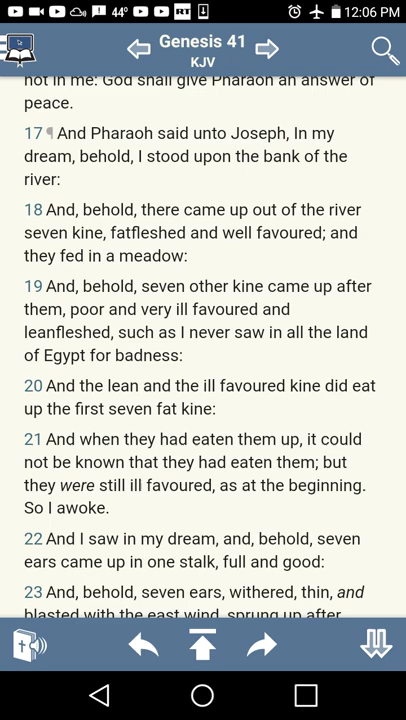 44° RT 12:06 PM
Genesis 41
KJV
not in me: God shall give Pharaoh an answer of
peace.
17 ¶ And Pharaoh said unto Joseph, In my
dream, behold, I stood upon the bank of the
river:
18 And, behold, there came up out of the river
seven kine, fatfleshed and well favoured; and
they fed in a meadow:
19 And, behold, seven other kine came up after
them, poor and very ill favoured and
leanfleshed, such as I never saw in all the land
of Egypt for badness:
20 And the lean and the ill favoured kine did eat
up the first seven fat kine:
21 And when they had eaten them up, it could
not be known that they had eaten them; but
they were still ill favoured, as at the beginning.
So I awoke.
22 And I saw in my dream, and, behold, seven
ears came up in one stalk, full and good:
23 And, behold, seven ears, withered, thin, and
blasted with the east wind, sprung up after